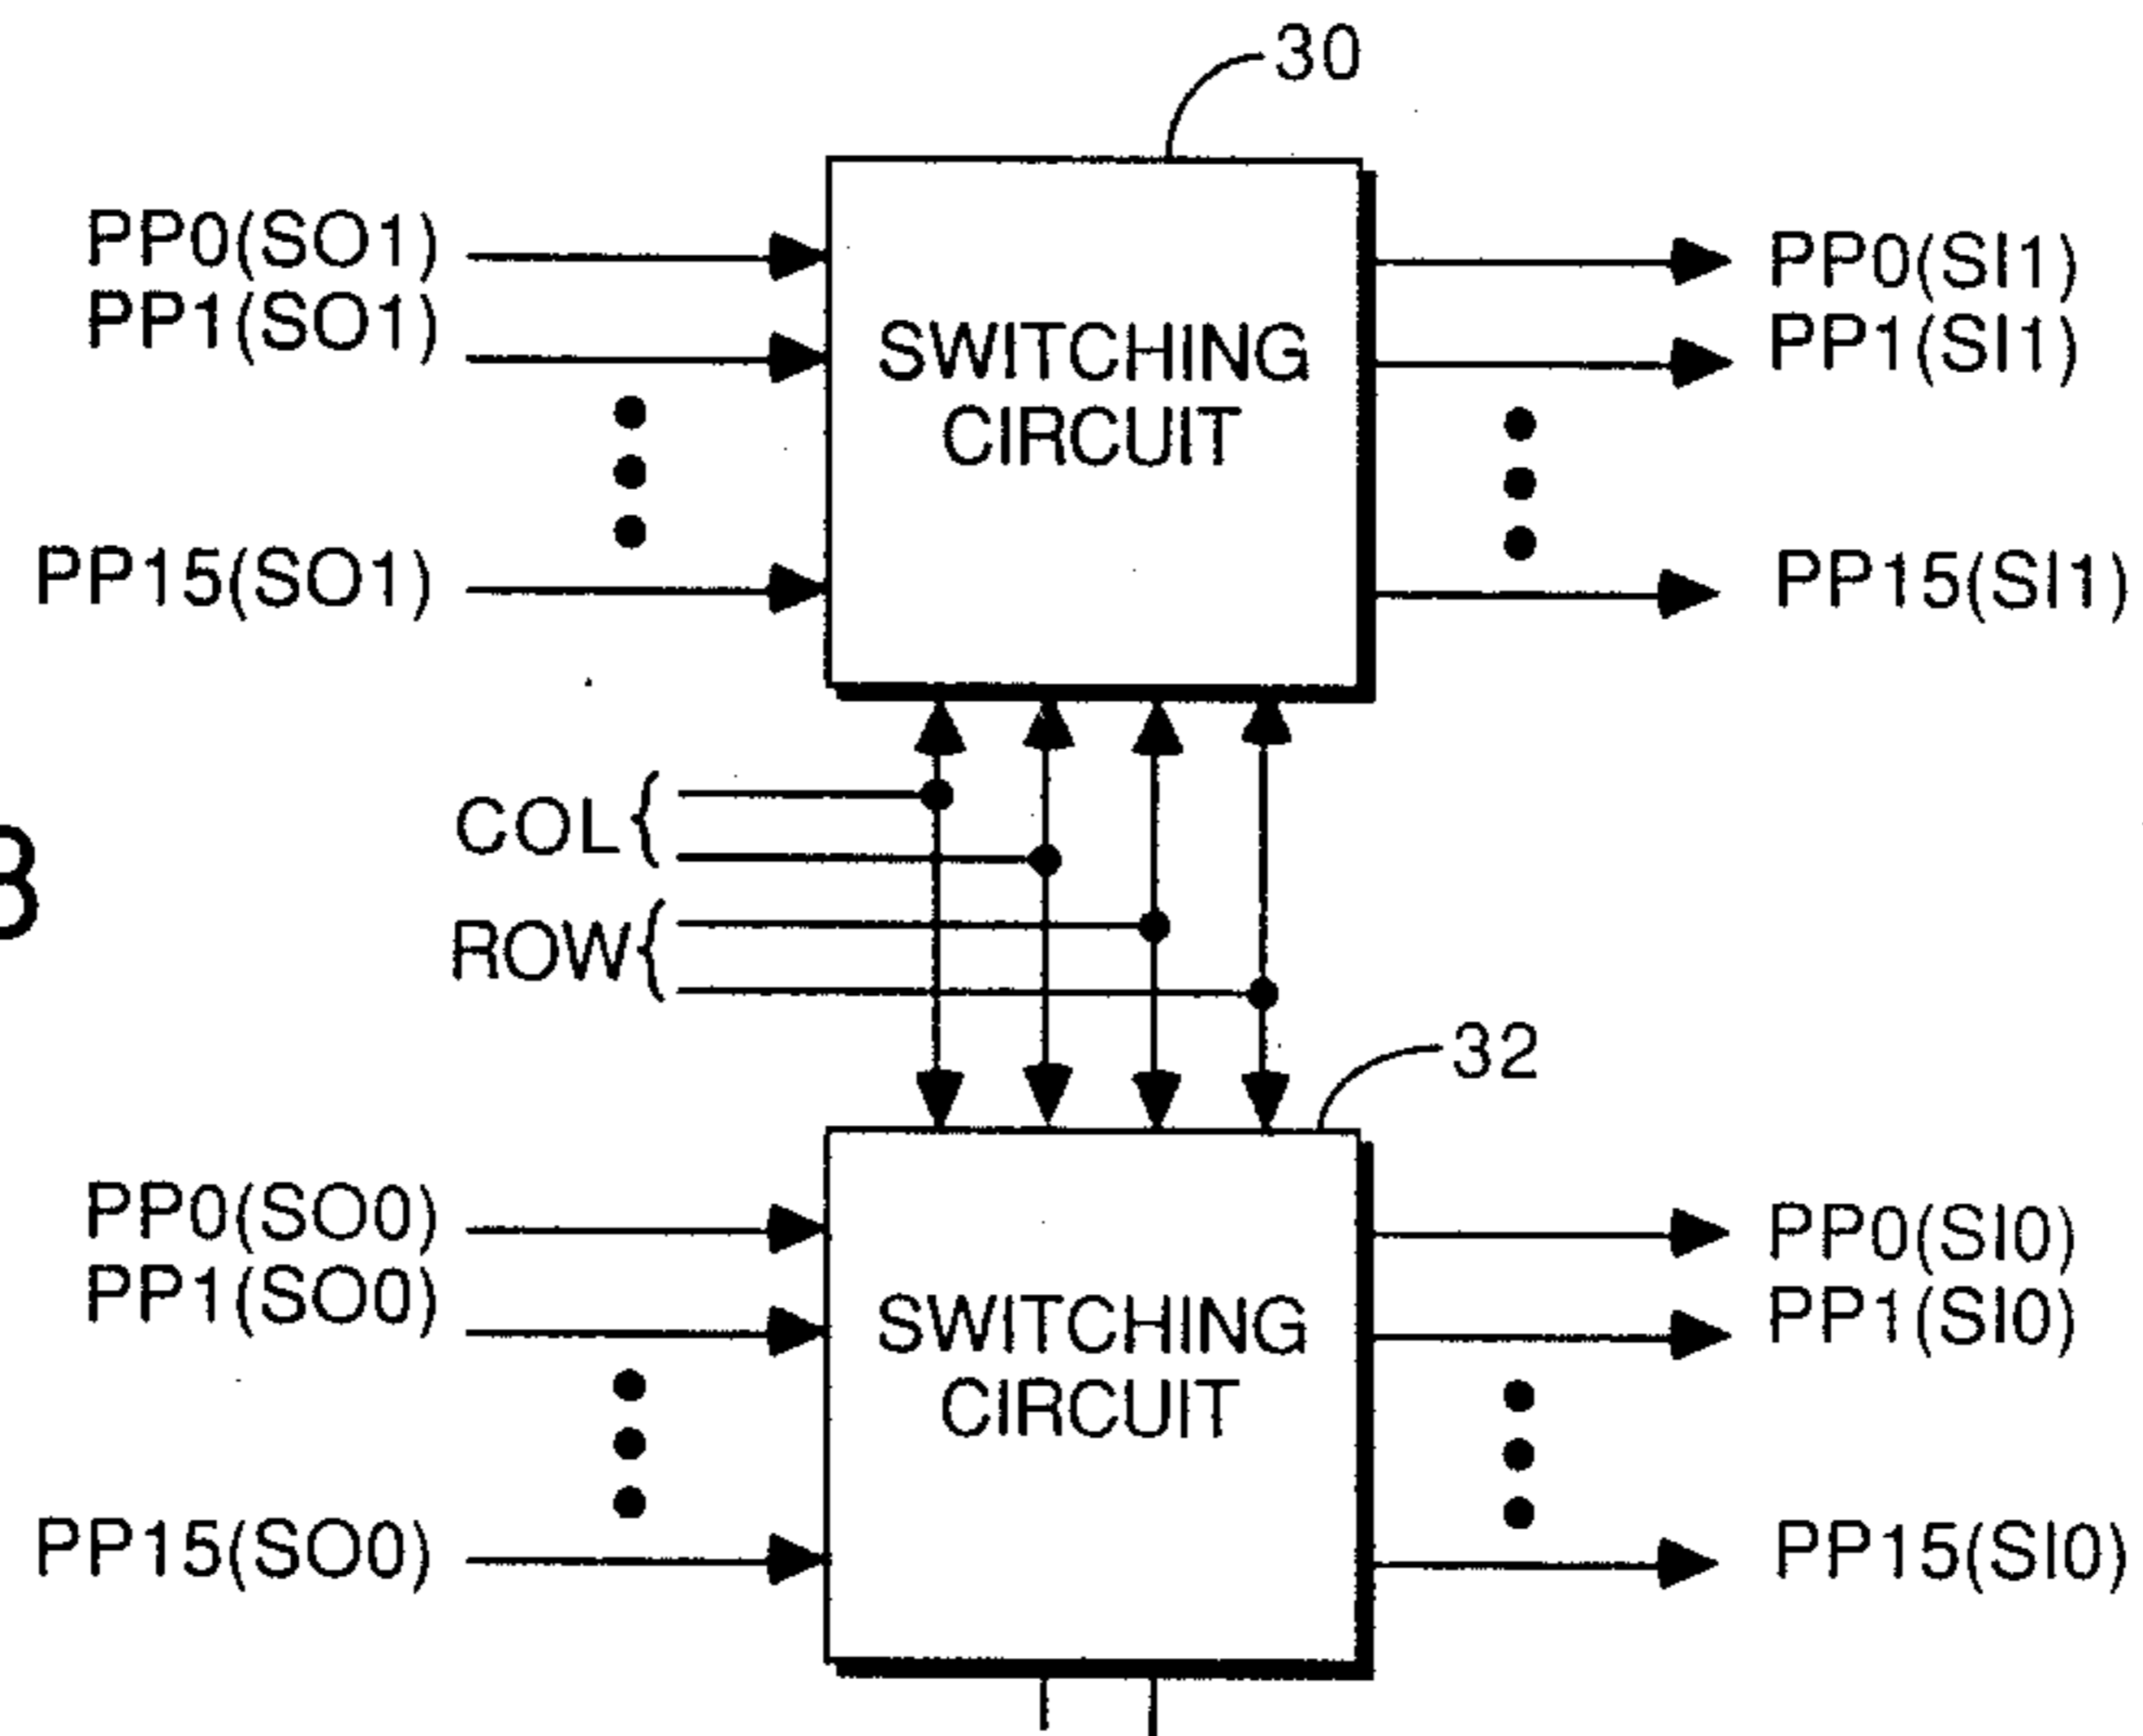 30
PP0(SO1)
PP1(SO1)
PP15(SO1)
SWITCHING
CIRCUIT
PP0(SI1)
PP1(SI1)
PP15(SI1)
COL{
ROW{
32
PP0(SO0)
PP1(SO0)
PP15(SO0)
SWITCHING
CIRCUIT
PP0(SI0)
PP1(SI0)
PP15(SI0)